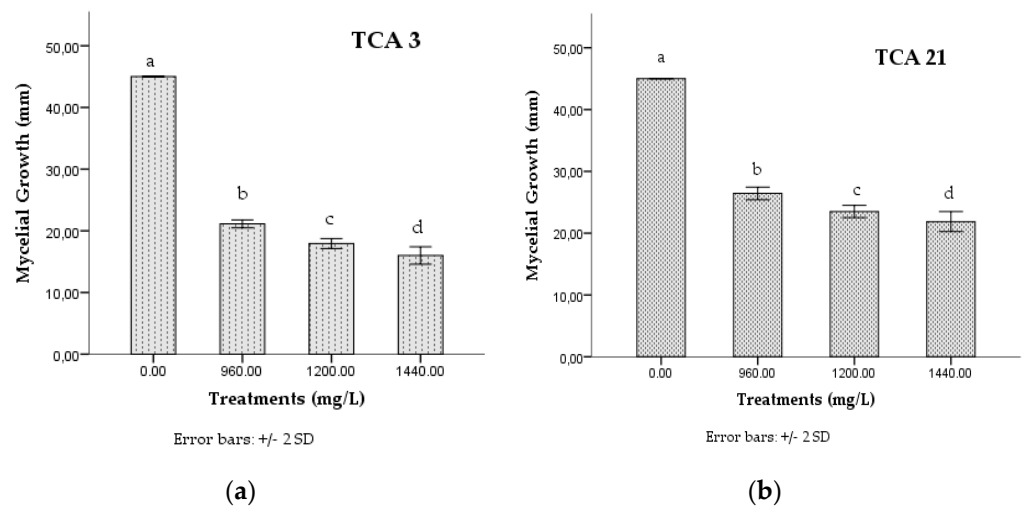 TCA 3
Mycelial Growth (mm)
50,00
40,00
30,00
20,00
10,00
0,00
a
b
c
d
0.00 960.00 1200.00 1440.00
Treatments (mg/L)
Error bars: +/- 2 SD
(a)
TCA 21
Mycelial Growth (mm)
50,00
40,00
30,00
20,00
10,00
0,00
a
b
c
d
0.00 960.00 1200.00 1440.00
Treatments (mg/L)
Error bars: +/- 2 SD
(b)